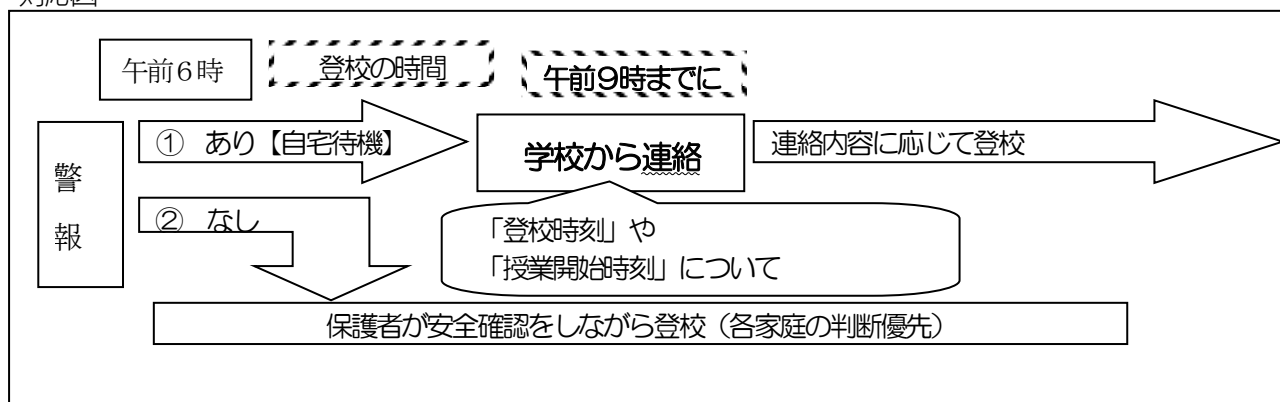 午前6時
登校の時間
午前9時までに
警報
① あり【自宅待機】
学校から連絡
連絡内容に応じて登校
② なし
「登校時刻」や
「授業開始時刻」について
保護者が安全確認をしながら登校（各家庭の判断優先）